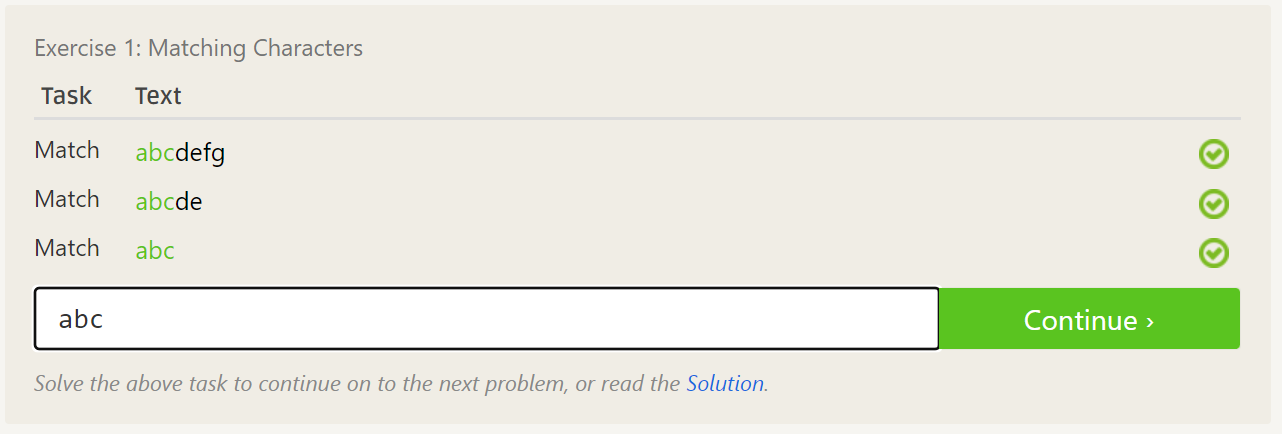 Exercise 1: Matching Characters
Task Text
Match abcdefg
Match abcde
Match abc
abc Continue ›
Solve the above task to continue on to the next problem, or read the Solution.